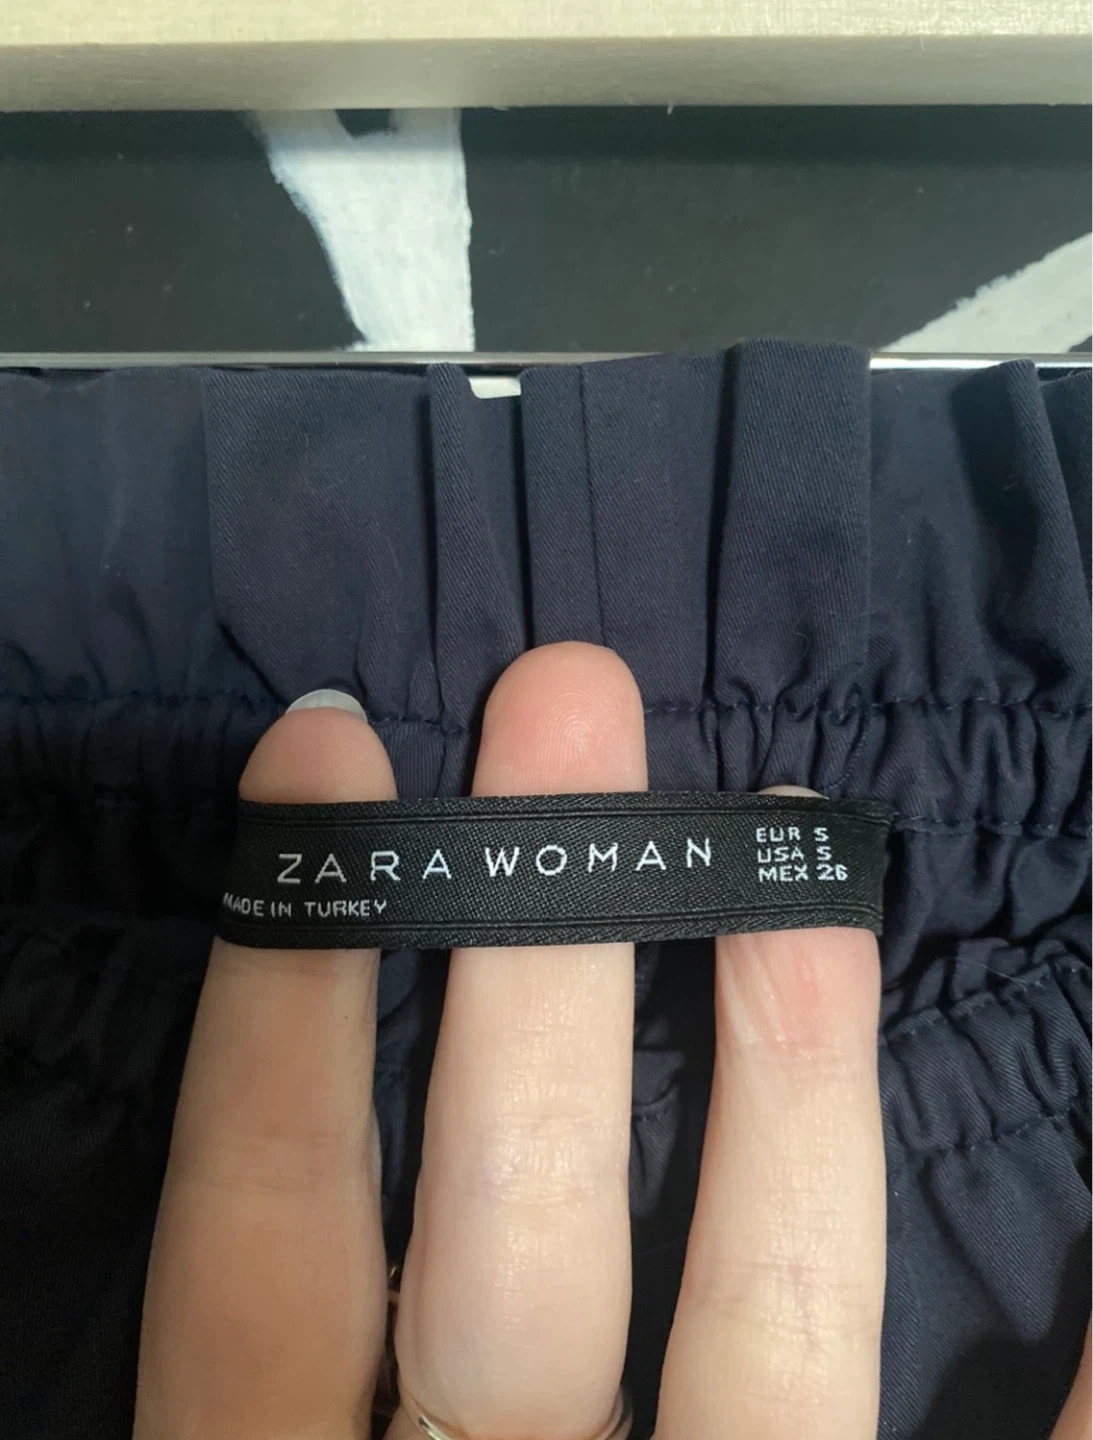 ZARA WOMAN
EUR S
USA S
MEX 26
MADE IN TURKEY